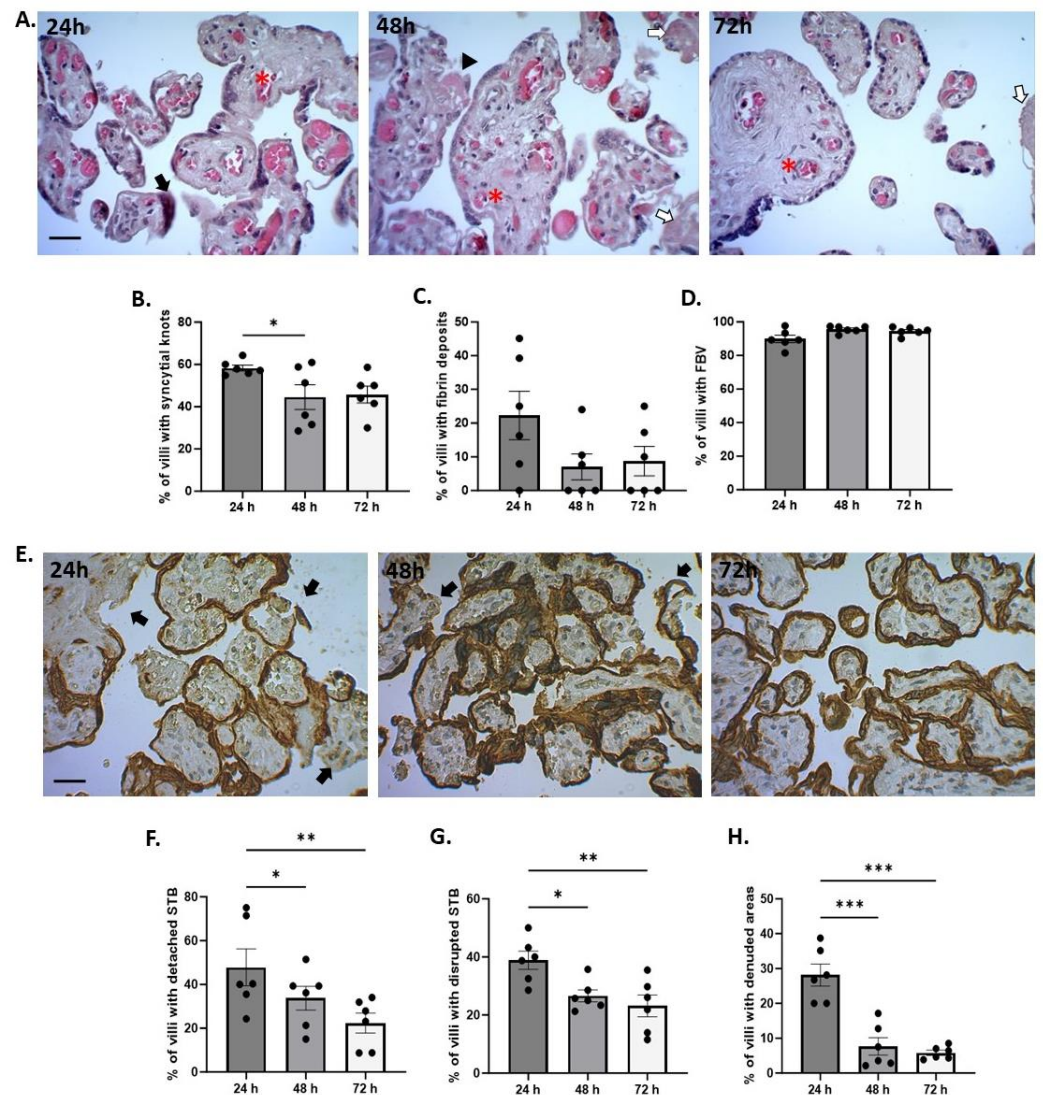 A.
24h
48h
72h
B.
% of villi with syncytial knots
80
60
40
20
0
*
24 h
48 h
72 h
C.
% of villi with fibrin deposits
50
40
30
20
10
0
24 h
48 h
72 h
D.
% of villi with FBV
100
80
60
40
20
0
24 h
48 h
72 h
E.
24h
48h
72h
F.
% of villi with detached STB
80
60
40
20
0
**
*
24 h
48 h
72 h
G.
% of villi with disrupted STB
60
40
20
0
**
*
24 h
48 h
72 h
H.
% of villi with denuded areas
50
40
30
20
10
0
***
***
24 h
48 h
72 h